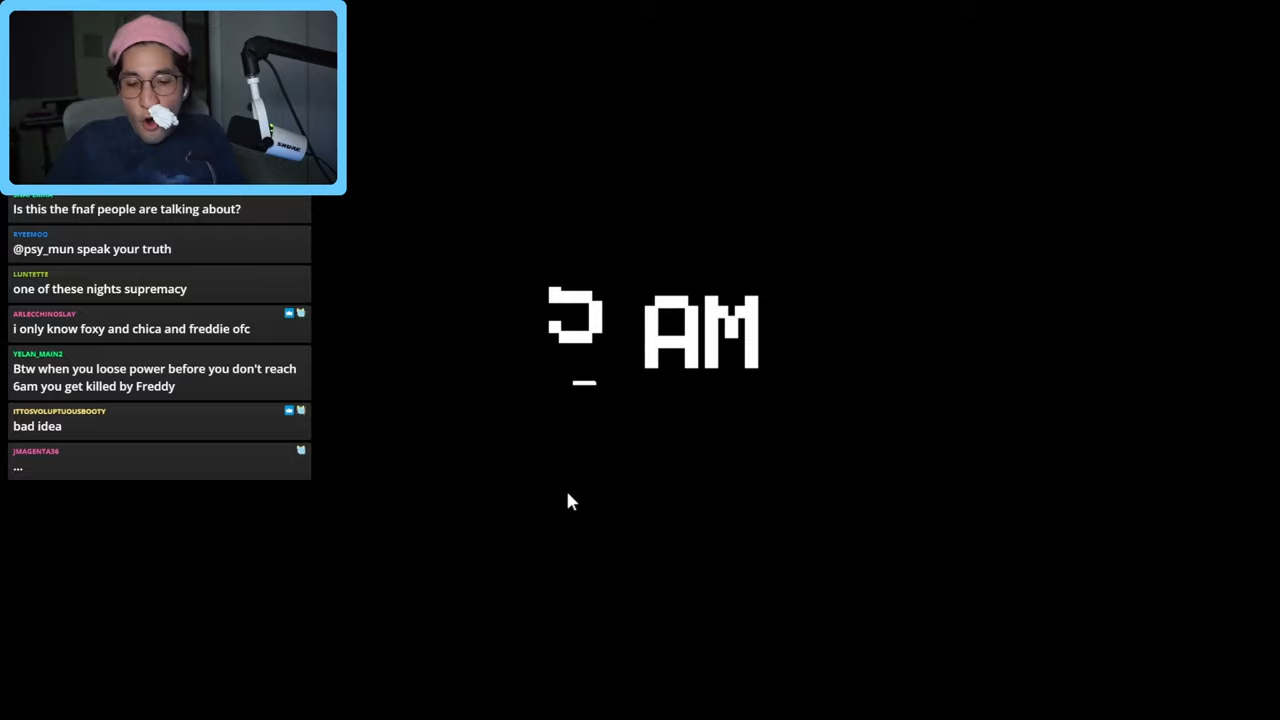 Is this the fnaf people are talking about?
RYEEMOO
@psy_mun speak your truth
LUNTETTE
one of these nights supremacy
ARLECCHINOSLAY
i only know foxy and chica and freddie ofc
YELAN_MAIN2
Btw when you loose power before you don't reach
6am you get killed by Freddy
ITTOSVOLUPTUOUSBOOTY
bad idea
JMAGENTA36
...
SHURE
5 AM